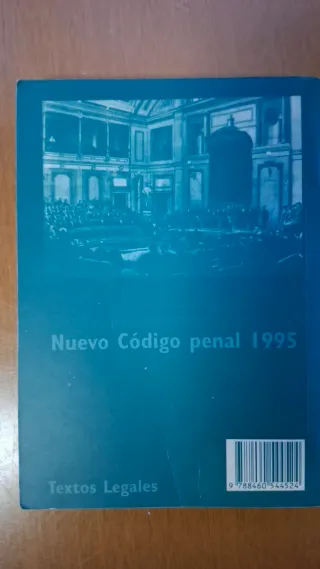 Nuevo Código penal 1995
Textos Legales
9 788460 544524